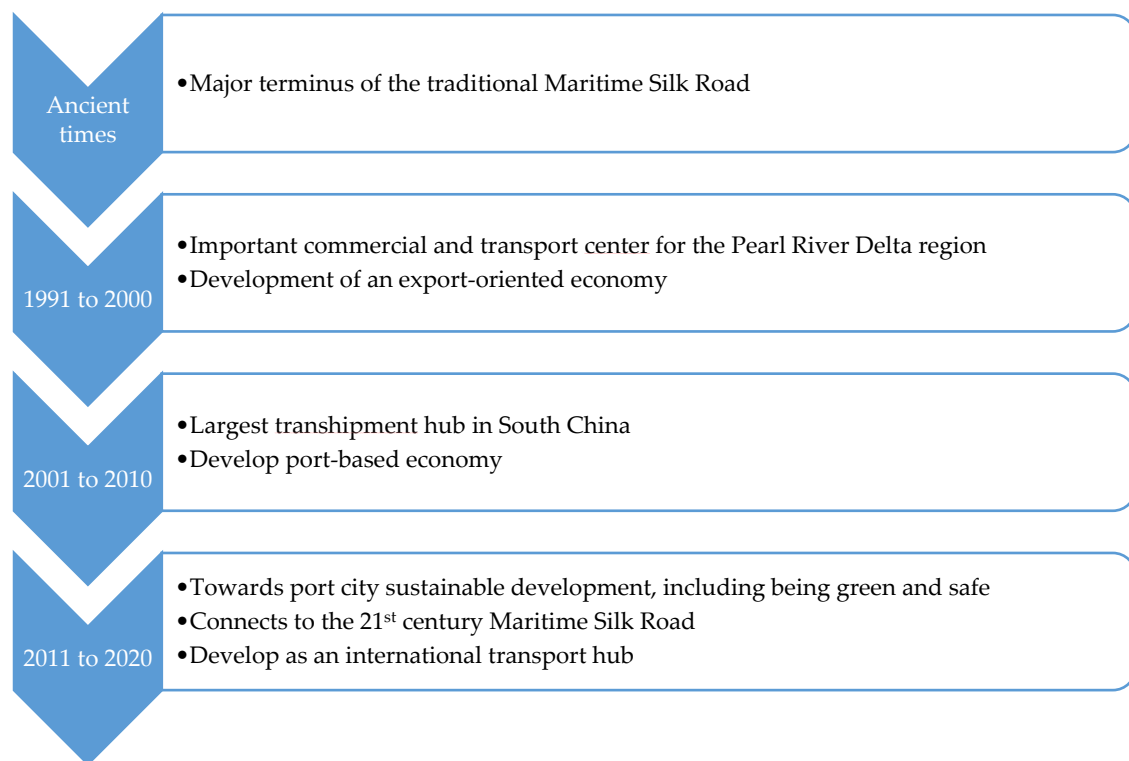 Ancient
times
•Major terminus of the traditional Maritime Silk Road
1991 to 2000
•Important commercial and transport center for the Pearl River Delta region
•Development of an export-oriented economy
2001 to 2010
•Largest transhipment hub in South China
•Develop port-based economy
2011 to 2020
•Towards port city sustainable development, including being green and safe
•Connects to the 21st century Maritime Silk Road
•Develop as an international transport hub